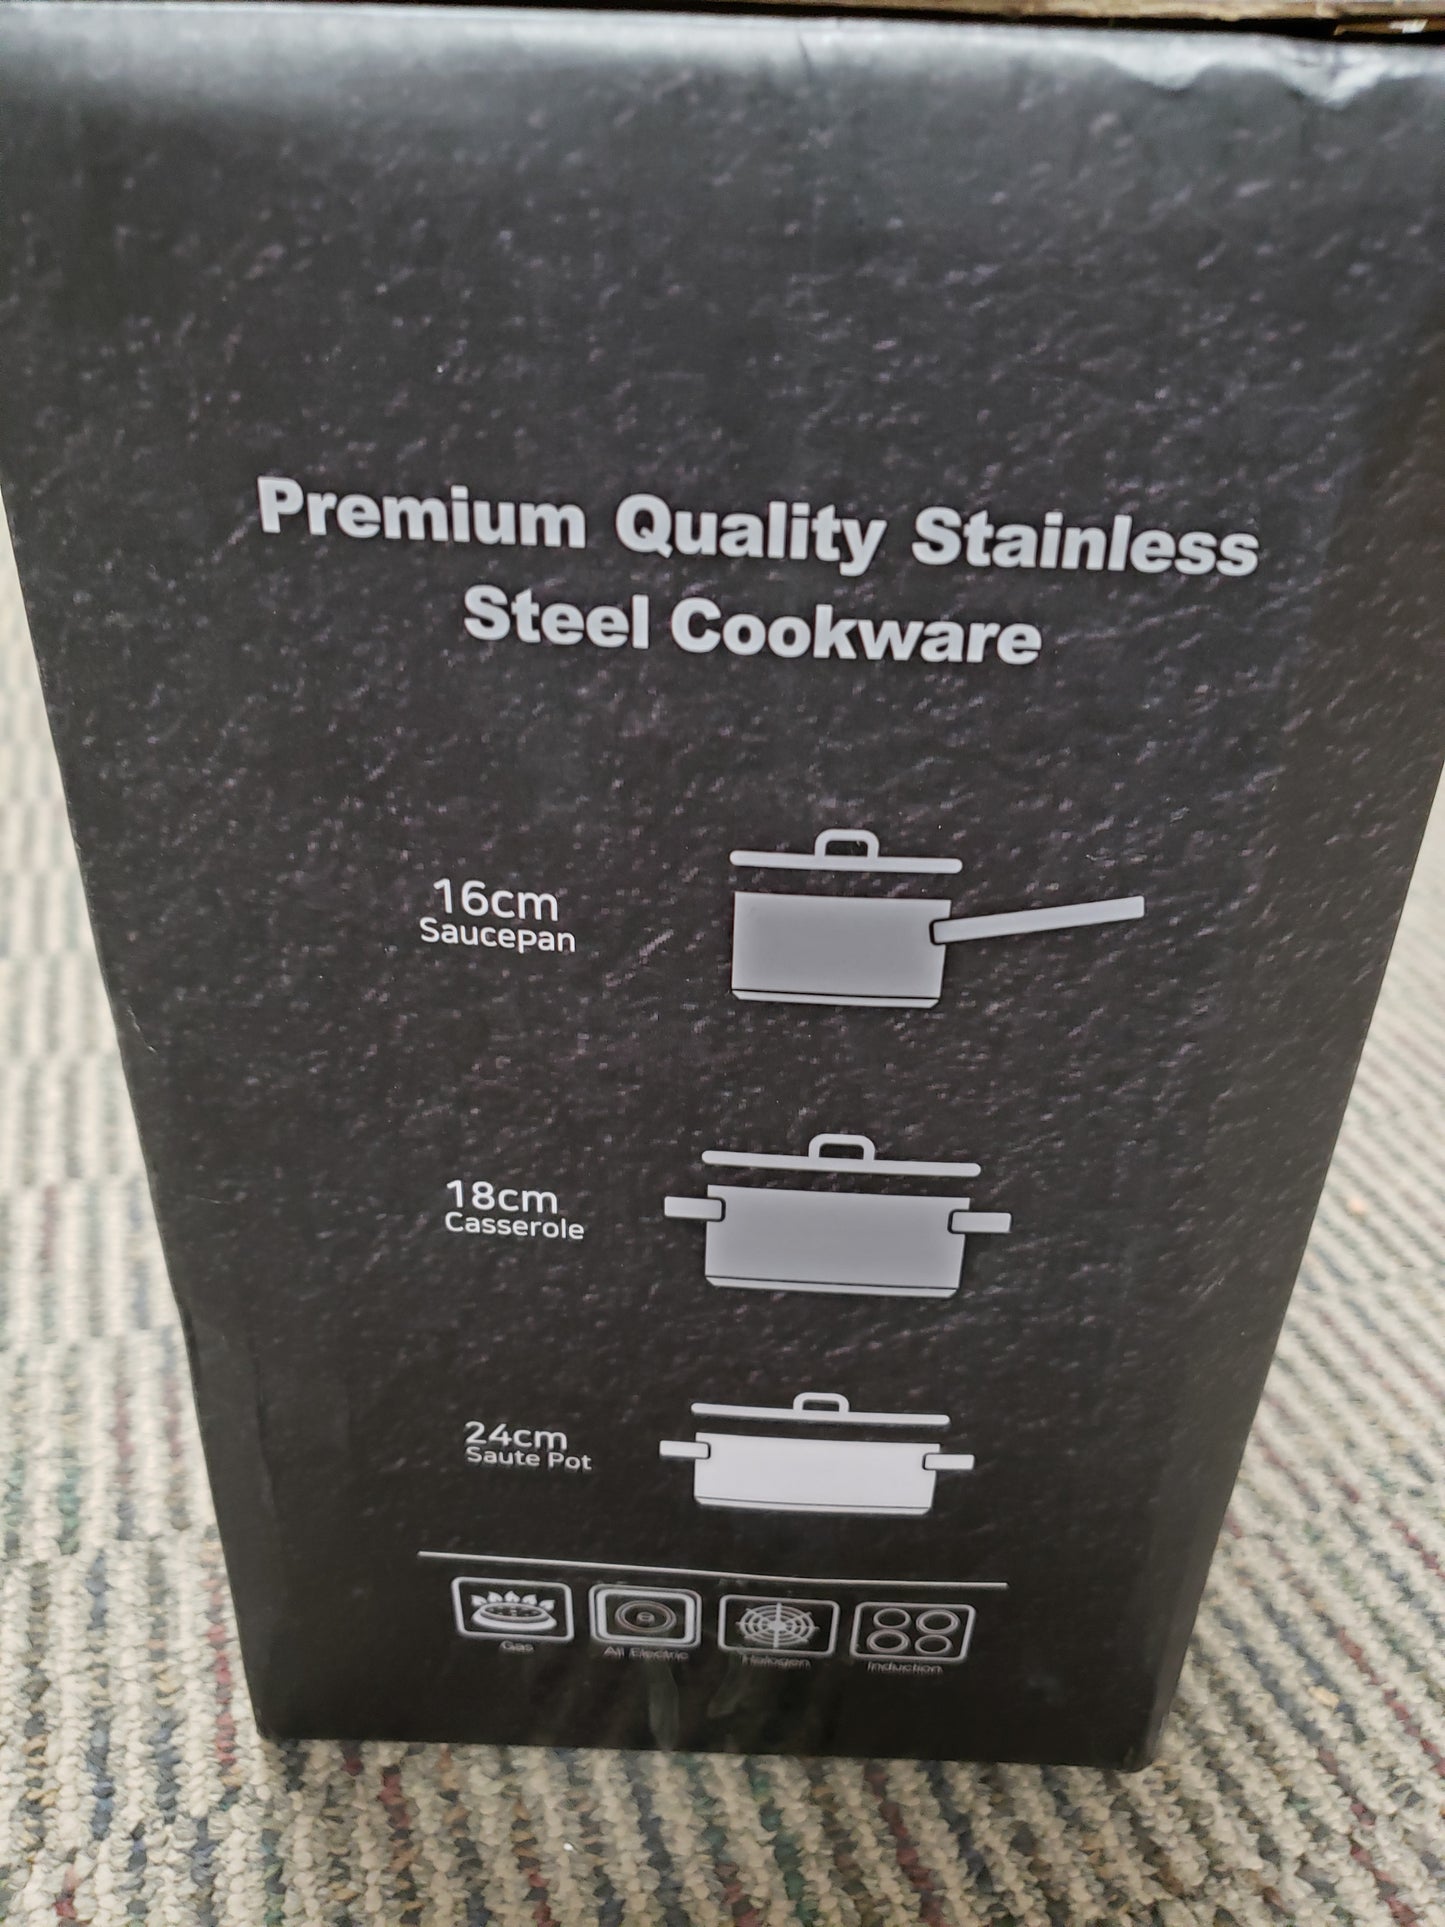 Premium Quality Stainless
Steel Cookware
16cm
Saucepan
18cm
Casserole
24cm
Saute Pot
Gas
All Electric
Halogen
Induction